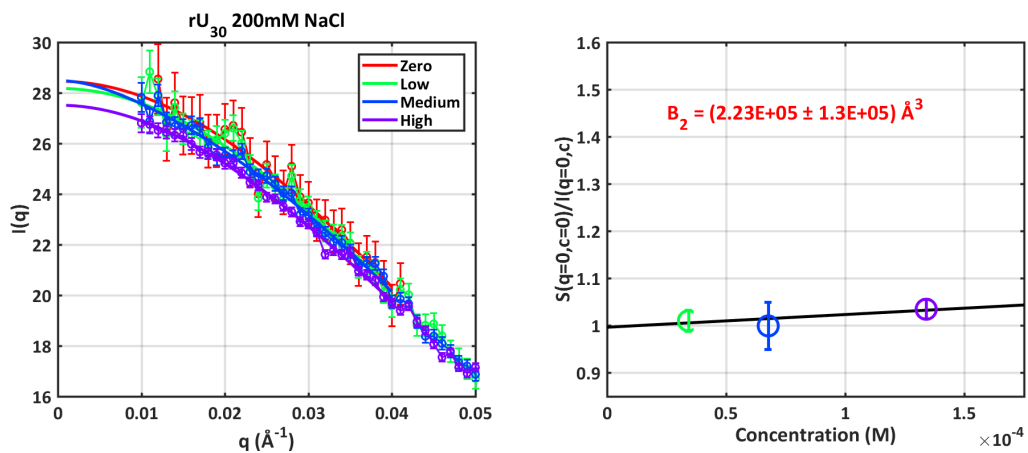 rU30 200mM NaCl
30
28
26
24
22
20
18
16
I(q)
0
0.01
0.02
0.03
0.04
0.05
q (Å-1)
Zero
Low
Medium
High
1.6
1.5
1.4
1.3
1.2
1.1
1
0.9
S(q=0,c=0)/I(q=0,c)
B2 = (2.23E+05 ± 1.3E+05) Å3
0
0.5
1
1.5
Concentration (M)
×10-4